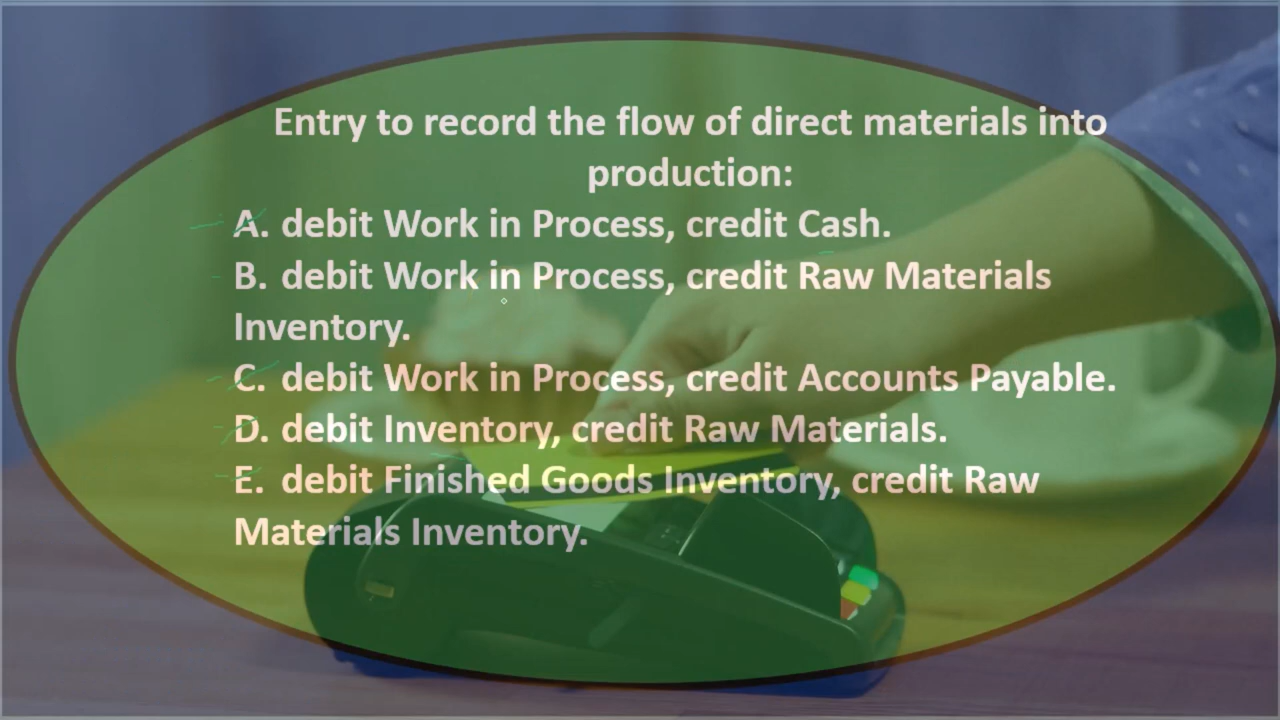 Entry to record the flow of direct materials into
production:
A. debit Work in Process, credit Cash.
B. debit Work in Process, credit Raw Materials
Inventory.
C. debit Work in Process, credit Accounts Payable.
D. debit Inventory, credit Raw Materials.
E. debit Finished Goods Inventory, credit Raw
Materials Inventory.